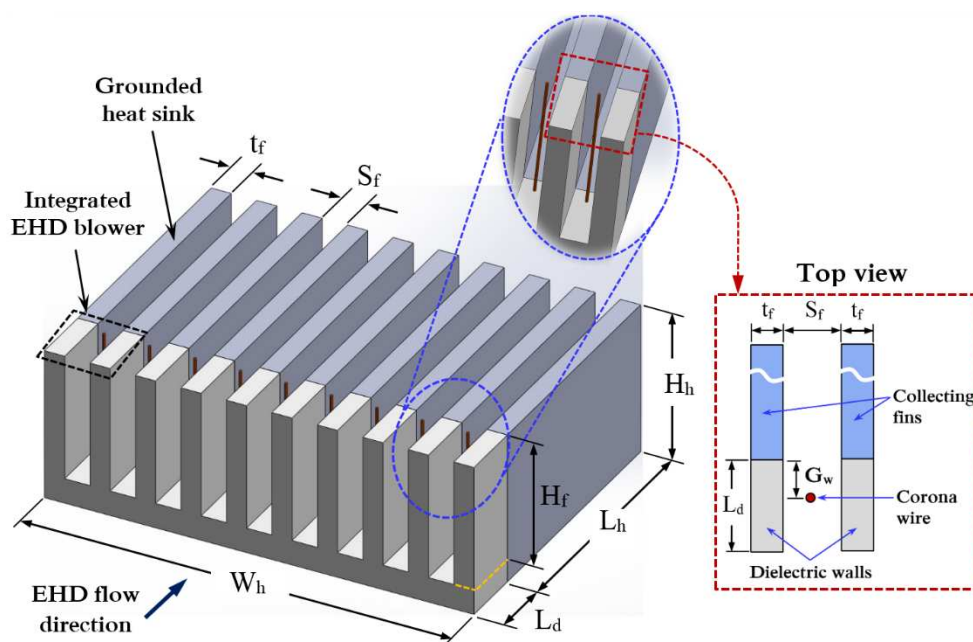 Grounded
heat sink
Integrated
EHD blower
t_f
S_f
H_h
H_f
L_h
L_d
W_h
EHD flow
direction
Top view
t_f S_f t_f
Collecting
fins
G_w
L_d
Corona
wire
Dielectric walls